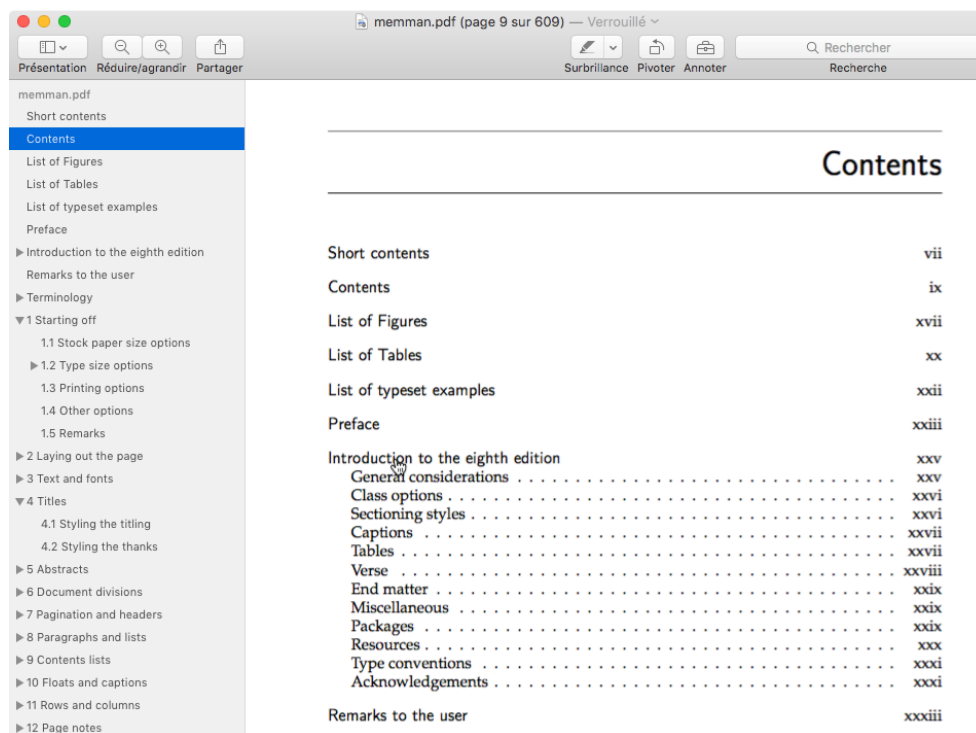 memman.pdf (page 9 sur 609) — Verrouillé
Rechercher
Présentation Réduire/agrandir Partager Surbrillance Pivoter Annoter Recherche
memman.pdf
Short contents
Contents
List of Figures
List of Tables
List of typeset examples
Preface
Introduction to the eighth edition
Remarks to the user
Terminology
1 Starting off
1.1 Stock paper size options
1.2 Type size options
1.3 Printing options
1.4 Other options
1.5 Remarks
2 Laying out the page
3 Text and fonts
4 Titles
4.1 Styling the titling
4.2 Styling the thanks
5 Abstracts
6 Document divisions
7 Pagination and headers
8 Paragraphs and lists
9 Contents lists
10 Floats and captions
11 Rows and columns
12 Page notes
Contents
Short contents vii
Contents ix
List of Figures xvii
List of Tables xx
List of typeset examples xxii
Preface xxiii
Introduction to the eighth edition xxv
General considerations . . . . . . . . . . . . . . . . . . . . . . . . . . . . . . . . . xxv
Class options . . . . . . . . . . . . . . . . . . . . . . . . . . . . . . . . . . . . . . . xxvi
Sectioning styles . . . . . . . . . . . . . . . . . . . . . . . . . . . . . . . . . . . . . xxvi
Captions . . . . . . . . . . . . . . . . . . . . . . . . . . . . . . . . . . . . . . . . . xxvii
Tables . . . . . . . . . . . . . . . . . . . . . . . . . . . . . . . . . . . . . . . . . . . xxvii
Verse . . . . . . . . . . . . . . . . . . . . . . . . . . . . . . . . . . . . . . . . . . . xxviii
End matter . . . . . . . . . . . . . . . . . . . . . . . . . . . . . . . . . . . . . . . . xxix
Miscellaneous . . . . . . . . . . . . . . . . . . . . . . . . . . . . . . . . . . . . . . xxix
Packages . . . . . . . . . . . . . . . . . . . . . . . . . . . . . . . . . . . . . . . . . xxix
Resources . . . . . . . . . . . . . . . . . . . . . . . . . . . . . . . . . . . . . . . . . xxx
Type conventions . . . . . . . . . . . . . . . . . . . . . . . . . . . . . . . . . . . . xxxi
Acknowledgements . . . . . . . . . . . . . . . . . . . . . . . . . . . . . . . . . . . xxxi
Remarks to the user xxxiii